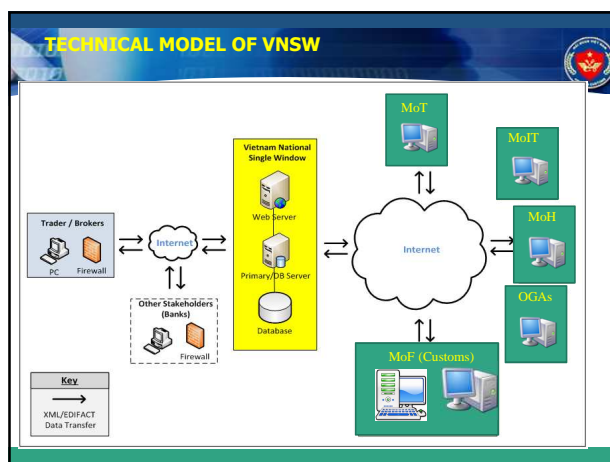 TECHNICAL MODEL OF VNSW
MoT
MoIT
Vietnam National
Single Window
Web Server
Trader / Brokers
PC
Firewall
Internet
Primary/DB Server
Database
Internet
MoH
OGAs
Other Stakeholders
(Banks)
Firewall
MoF (Customs)
Key
XML/EDIFACT
Data Transfer